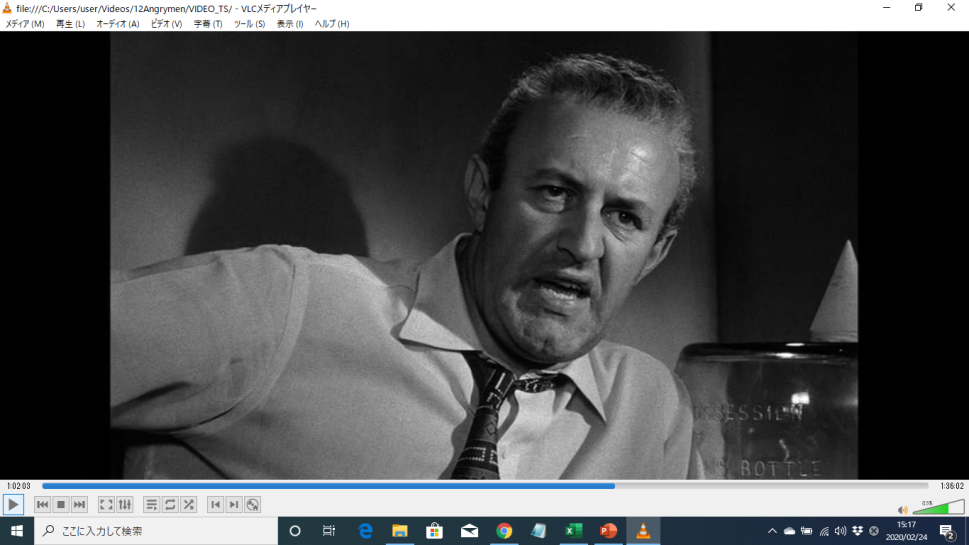 file:///C:/Users/user/Videos/12Angrymen/VIDEO_TS/ - VLCメディアプレイヤー
メディア(M) 再生(L) オーディオ(A) ビデオ(V) 字幕(T) ツール(S) 表示(I) ヘルプ(H)
BOTTLE
1:02:03
1:36:02
ここに入力して検索
15:17
2020/02/24
2